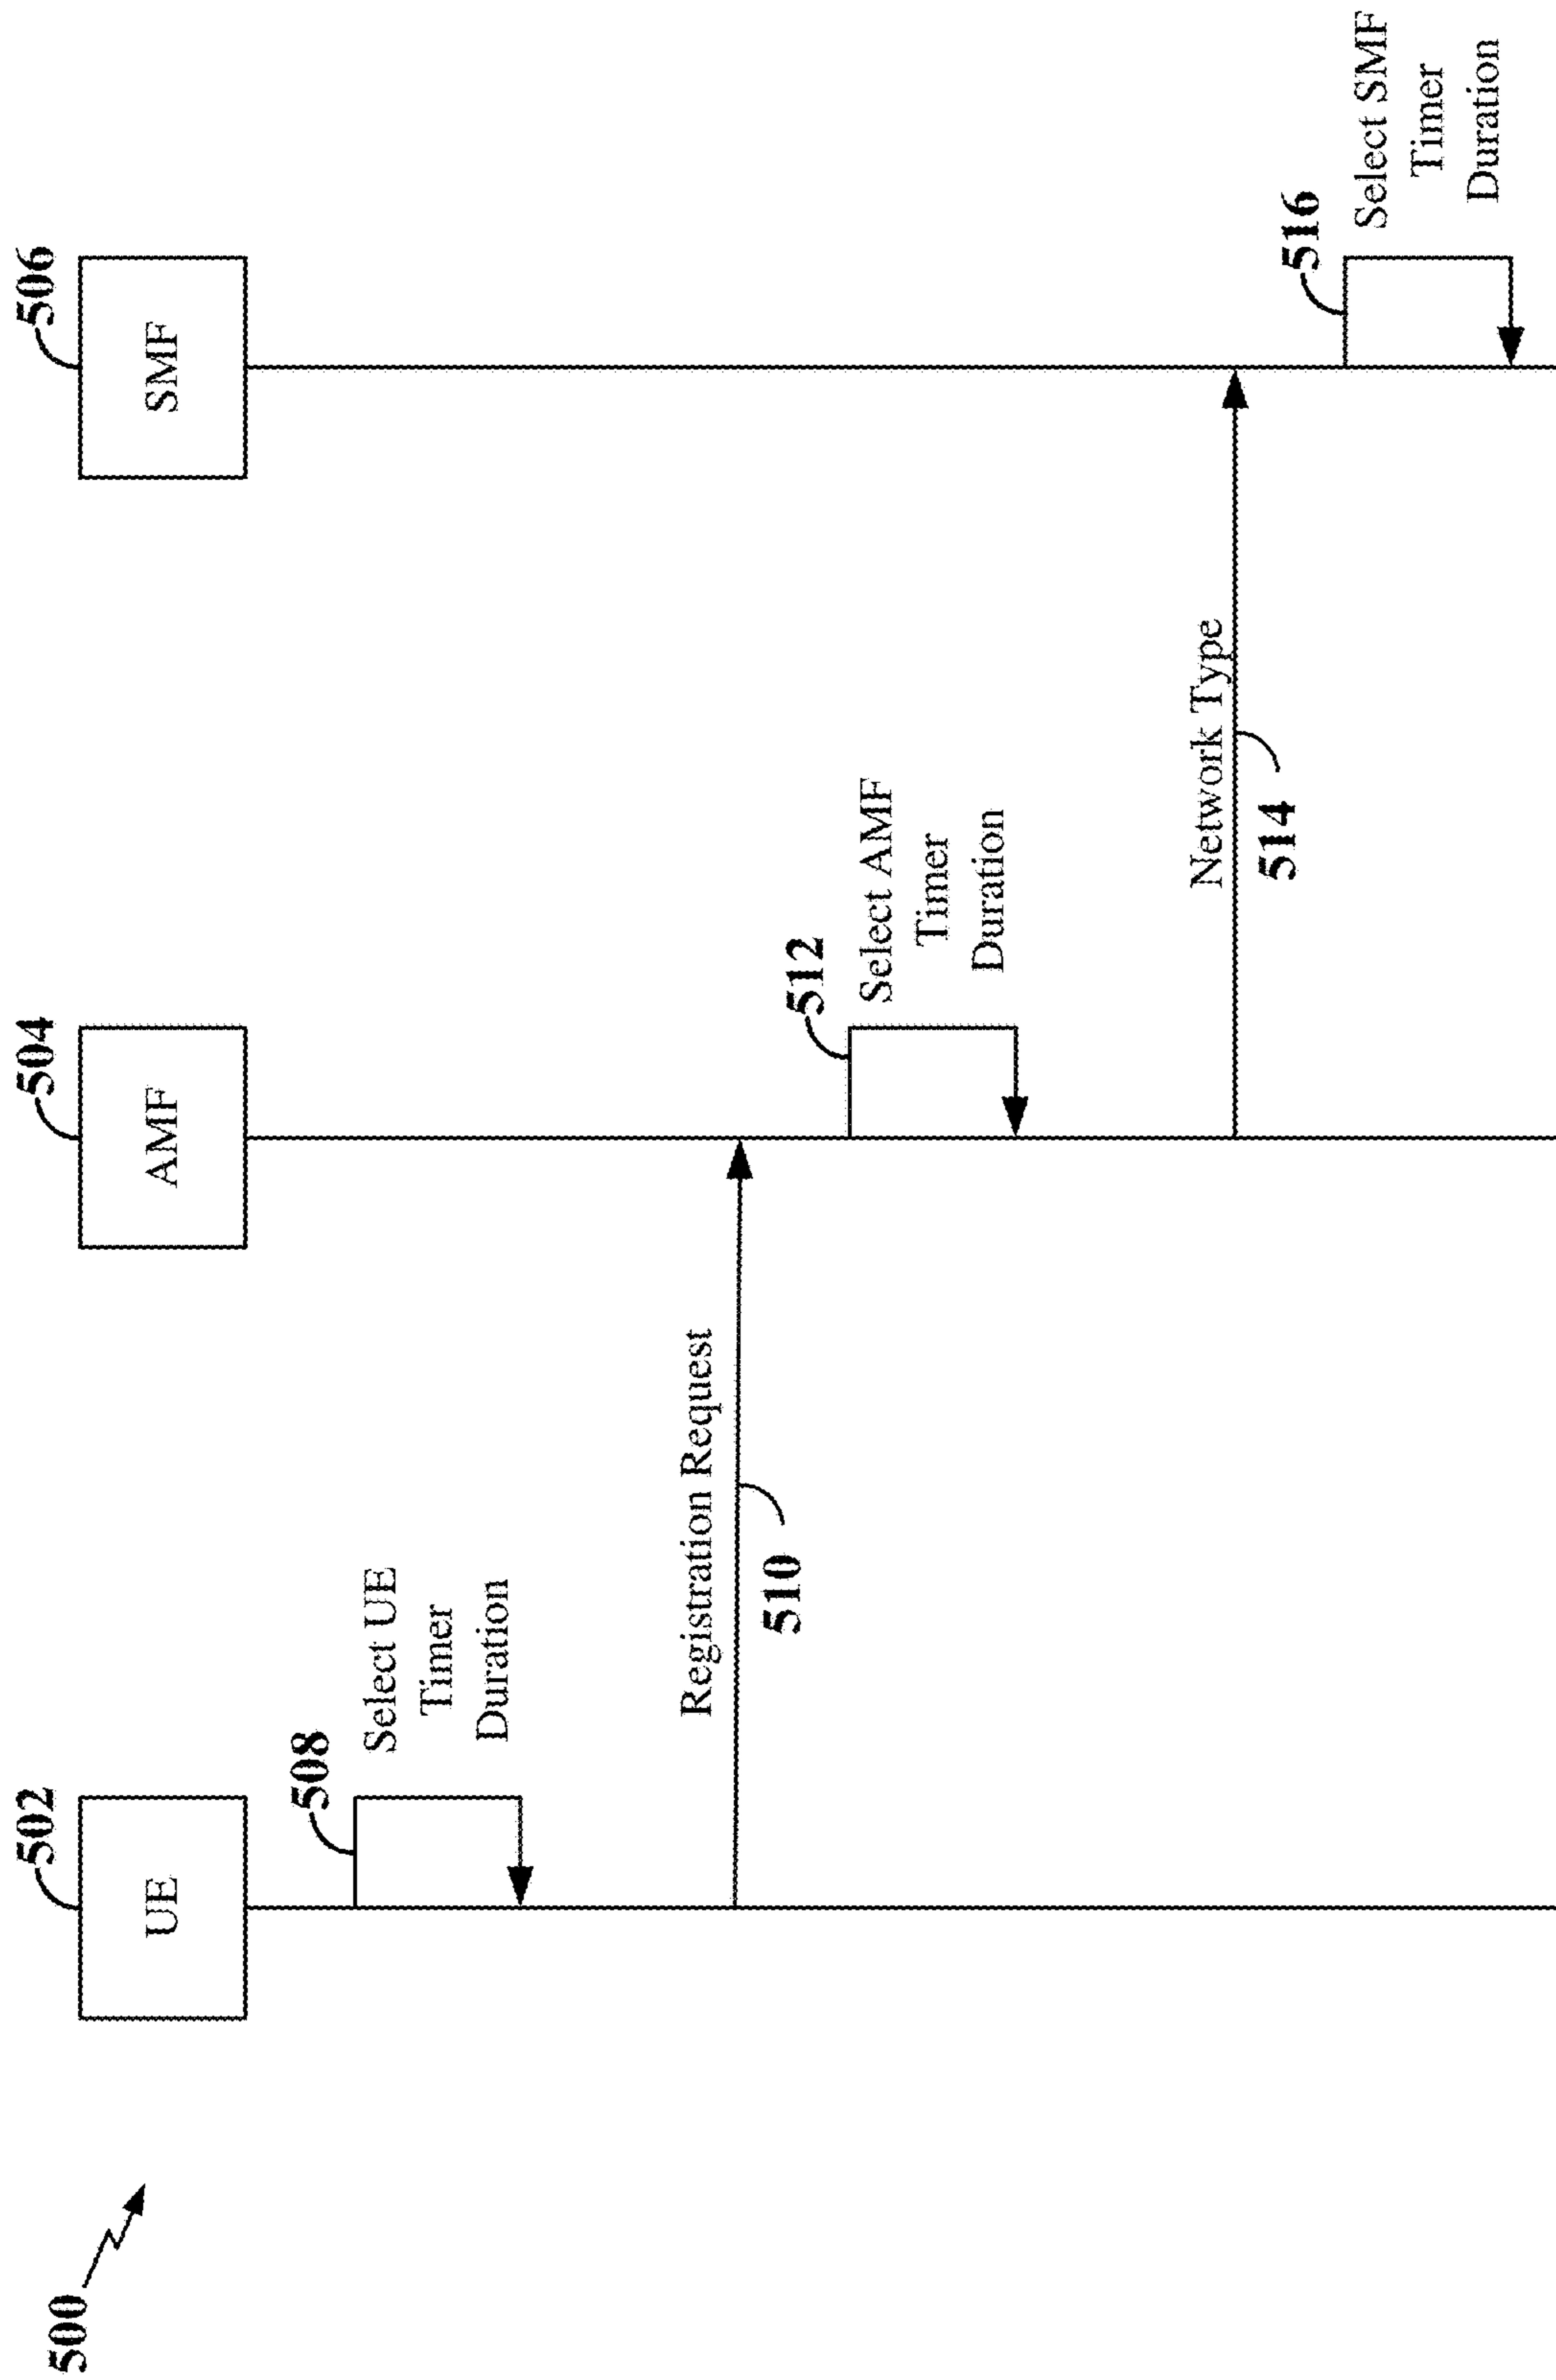 500
502
UE
504
AMF
506
SMF
508
Select UE
Timer
Duration
Registration Request
510
512
Select AMF
Timer
Duration
Network Type
514
516
Select SMF
Timer
Duration